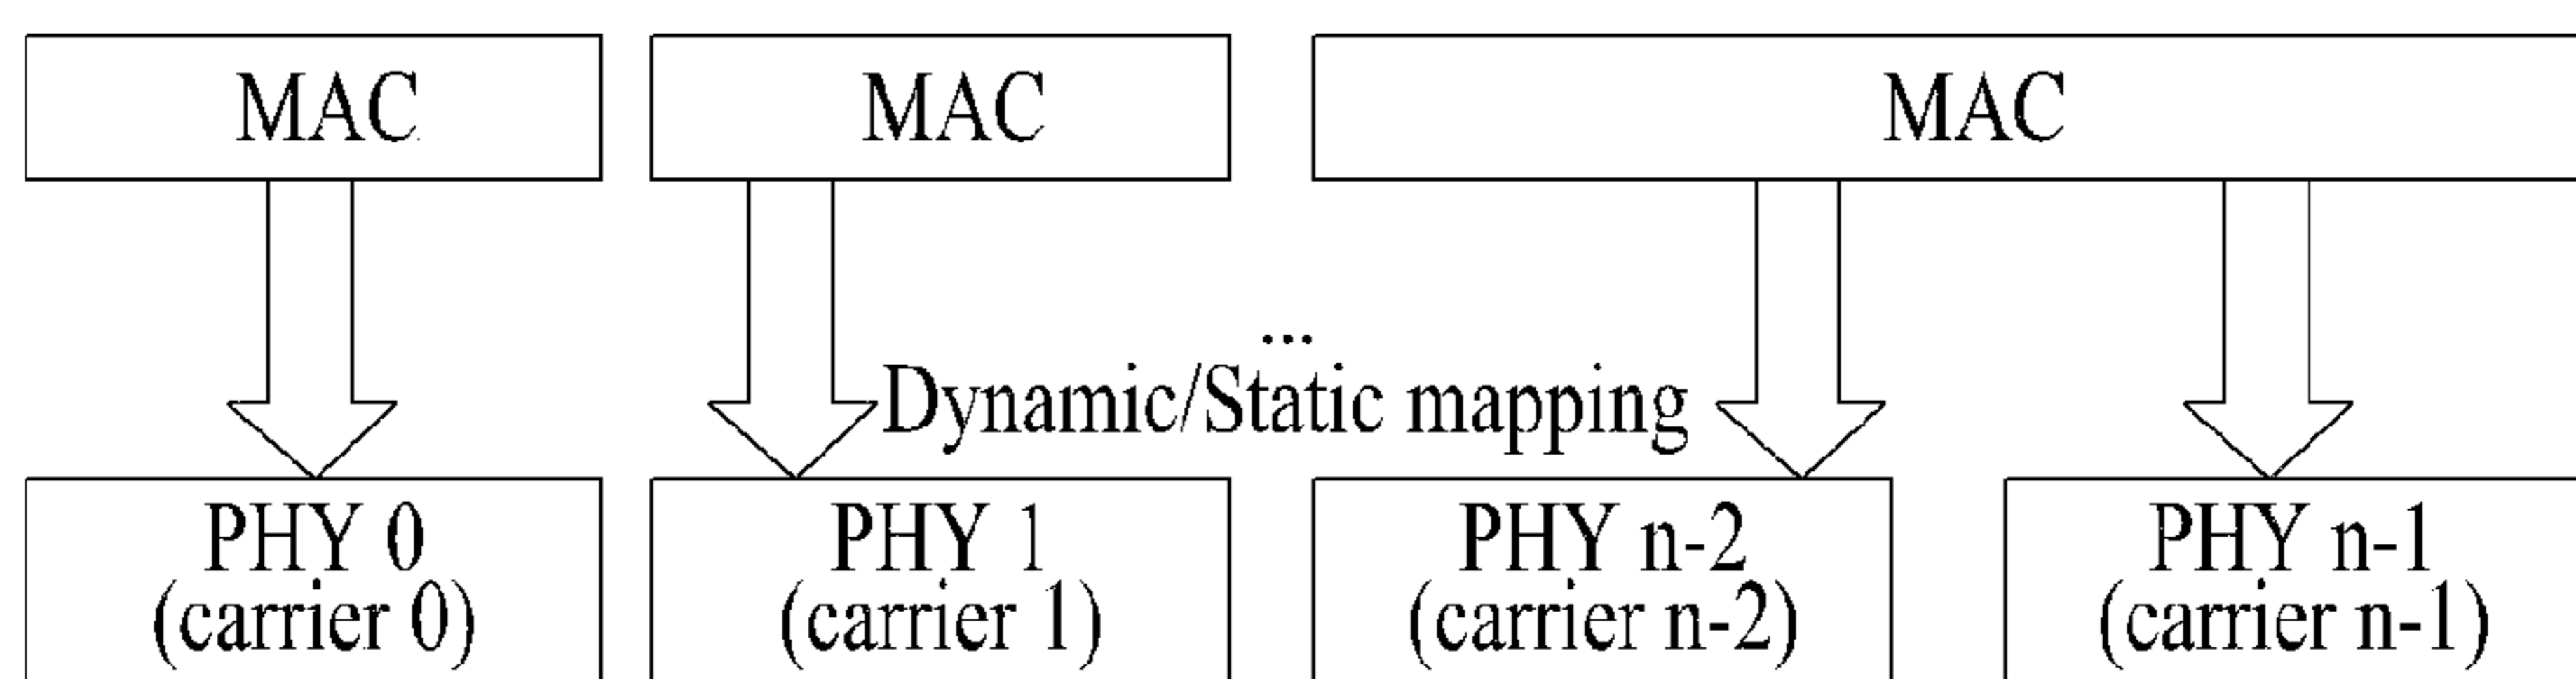 MAC
MAC
MAC
...
Dynamic/Static mapping
PHY 0
(carrier 0)
PHY 1
(carrier 1)
PHY n-2
(carrier n-2)
PHY n-1
(carrier n-1)